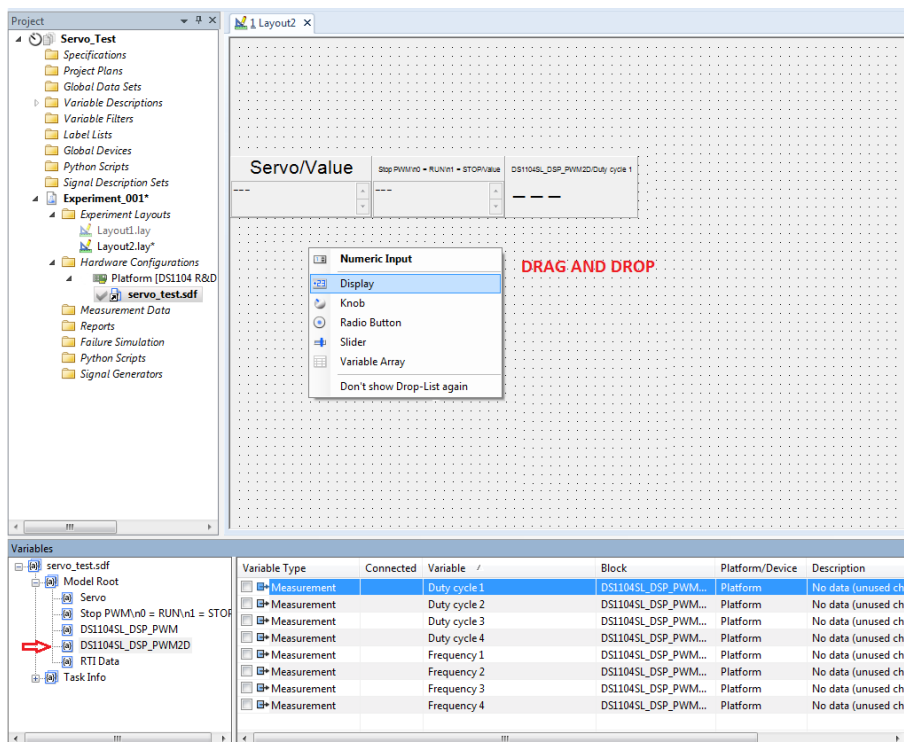 Project
Servo_Test
Specifications
Project Plans
Global Data Sets
Variable Descriptions
Variable Filters
Label Lists
Global Devices
Python Scripts
Signal Description Sets
Experiment_001*
Experiment Layouts
Layout1.lay
Layout2.lay*
Hardware Configurations
Platform [DS1104 R&D
servo_test.sdf
Measurement Data
Reports
Failure Simulation
Python Scripts
Signal Generators
1 Layout2
Servo/Value
Stop PWM\n0 = RUN\n1 = STOP/Value
DS1104SL_DSP_PWM2D/Duty cycle 1
---
---
---
Numeric Input
Display
Knob
Radio Button
Slider
Variable Array
Don't show Drop-List again
DRAG AND DROP
Variables
servo_test.sdf
Model Root
Servo
Stop PWM\n0 = RUN\n1 = STOP
DS1104SL_DSP_PWM
DS1104SL_DSP_PWM2D
RTI Data
Task Info
Variable Type Connected Variable Block Platform/Device Description
Measurement Duty cycle 1 DS1104SL_DSP_PWM... Platform No data (unused ch
Measurement Duty cycle 2 DS1104SL_DSP_PWM... Platform No data (unused ch
Measurement Duty cycle 3 DS1104SL_DSP_PWM... Platform No data (unused ch
Measurement Duty cycle 4 DS1104SL_DSP_PWM... Platform No data (unused ch
Measurement Frequency 1 DS1104SL_DSP_PWM... Platform No data (unused ch
Measurement Frequency 2 DS1104SL_DSP_PWM... Platform No data (unused ch
Measurement Frequency 3 DS1104SL_DSP_PWM... Platform No data (unused ch
Measurement Frequency 4 DS1104SL_DSP_PWM... Platform No data (unused ch